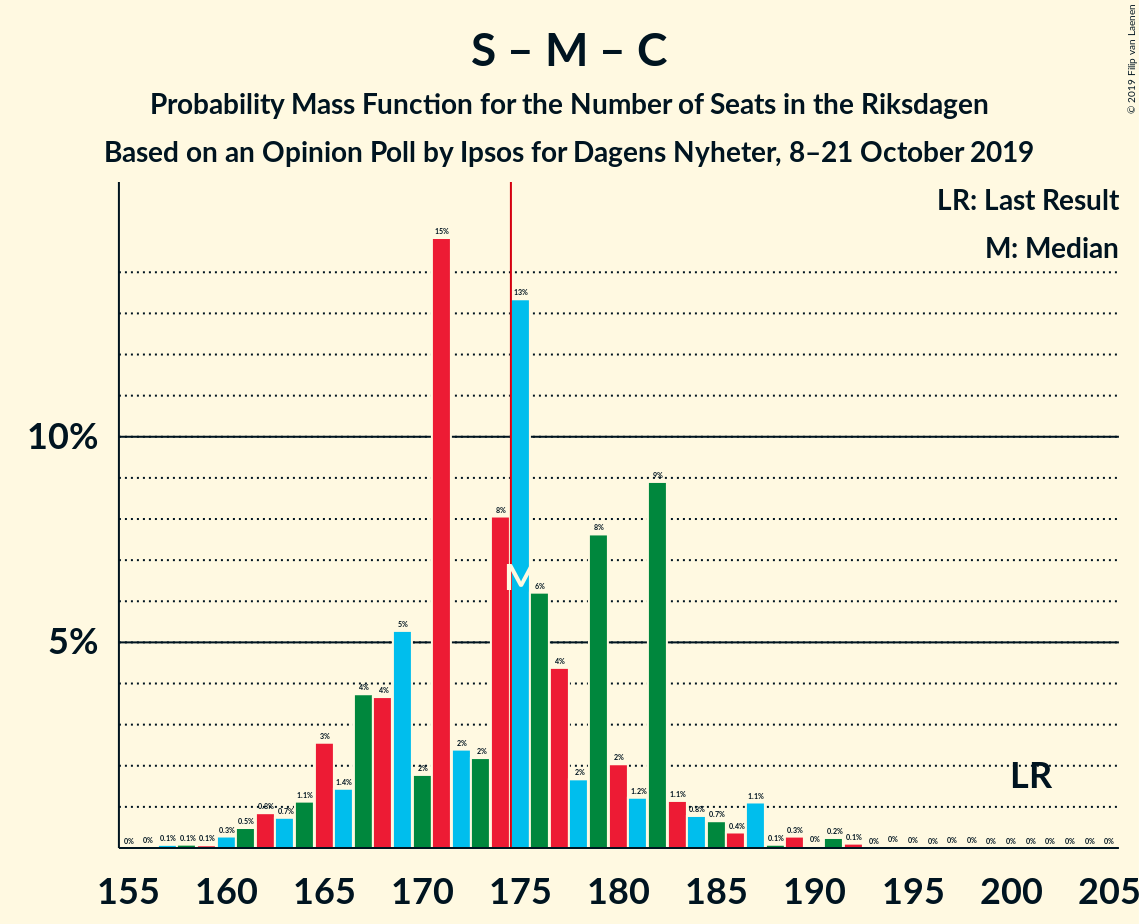 S – M – C
Probability Mass Function for the Number of Seats in the Riksdagen
Based on an Opinion Poll by Ipsos for Dagens Nyheter, 8–21 October 2019
© 2019 Filip van Laenen
LR: Last Result
M: Median
10%
5%
0% 0% 0.1% 0.1% 0.1% 0.3% 0.5% 0.8% 0.7% 1.1% 3% 1.4% 4% 4% 5% 2% 15% 2% 2% 8% 13% 6% 4% 2% 8% 2% 1.2% 9% 1.1% 0.8% 0.7% 0.4% 1.1% 0.1% 0.3% 0% 0.2% 0.1% 0% 0% 0% 0% 0% 0% 0% 0% 0% 0% 0% 0% 0%
M
LR
155 160 165 170 175 180 185 190 195 200 205